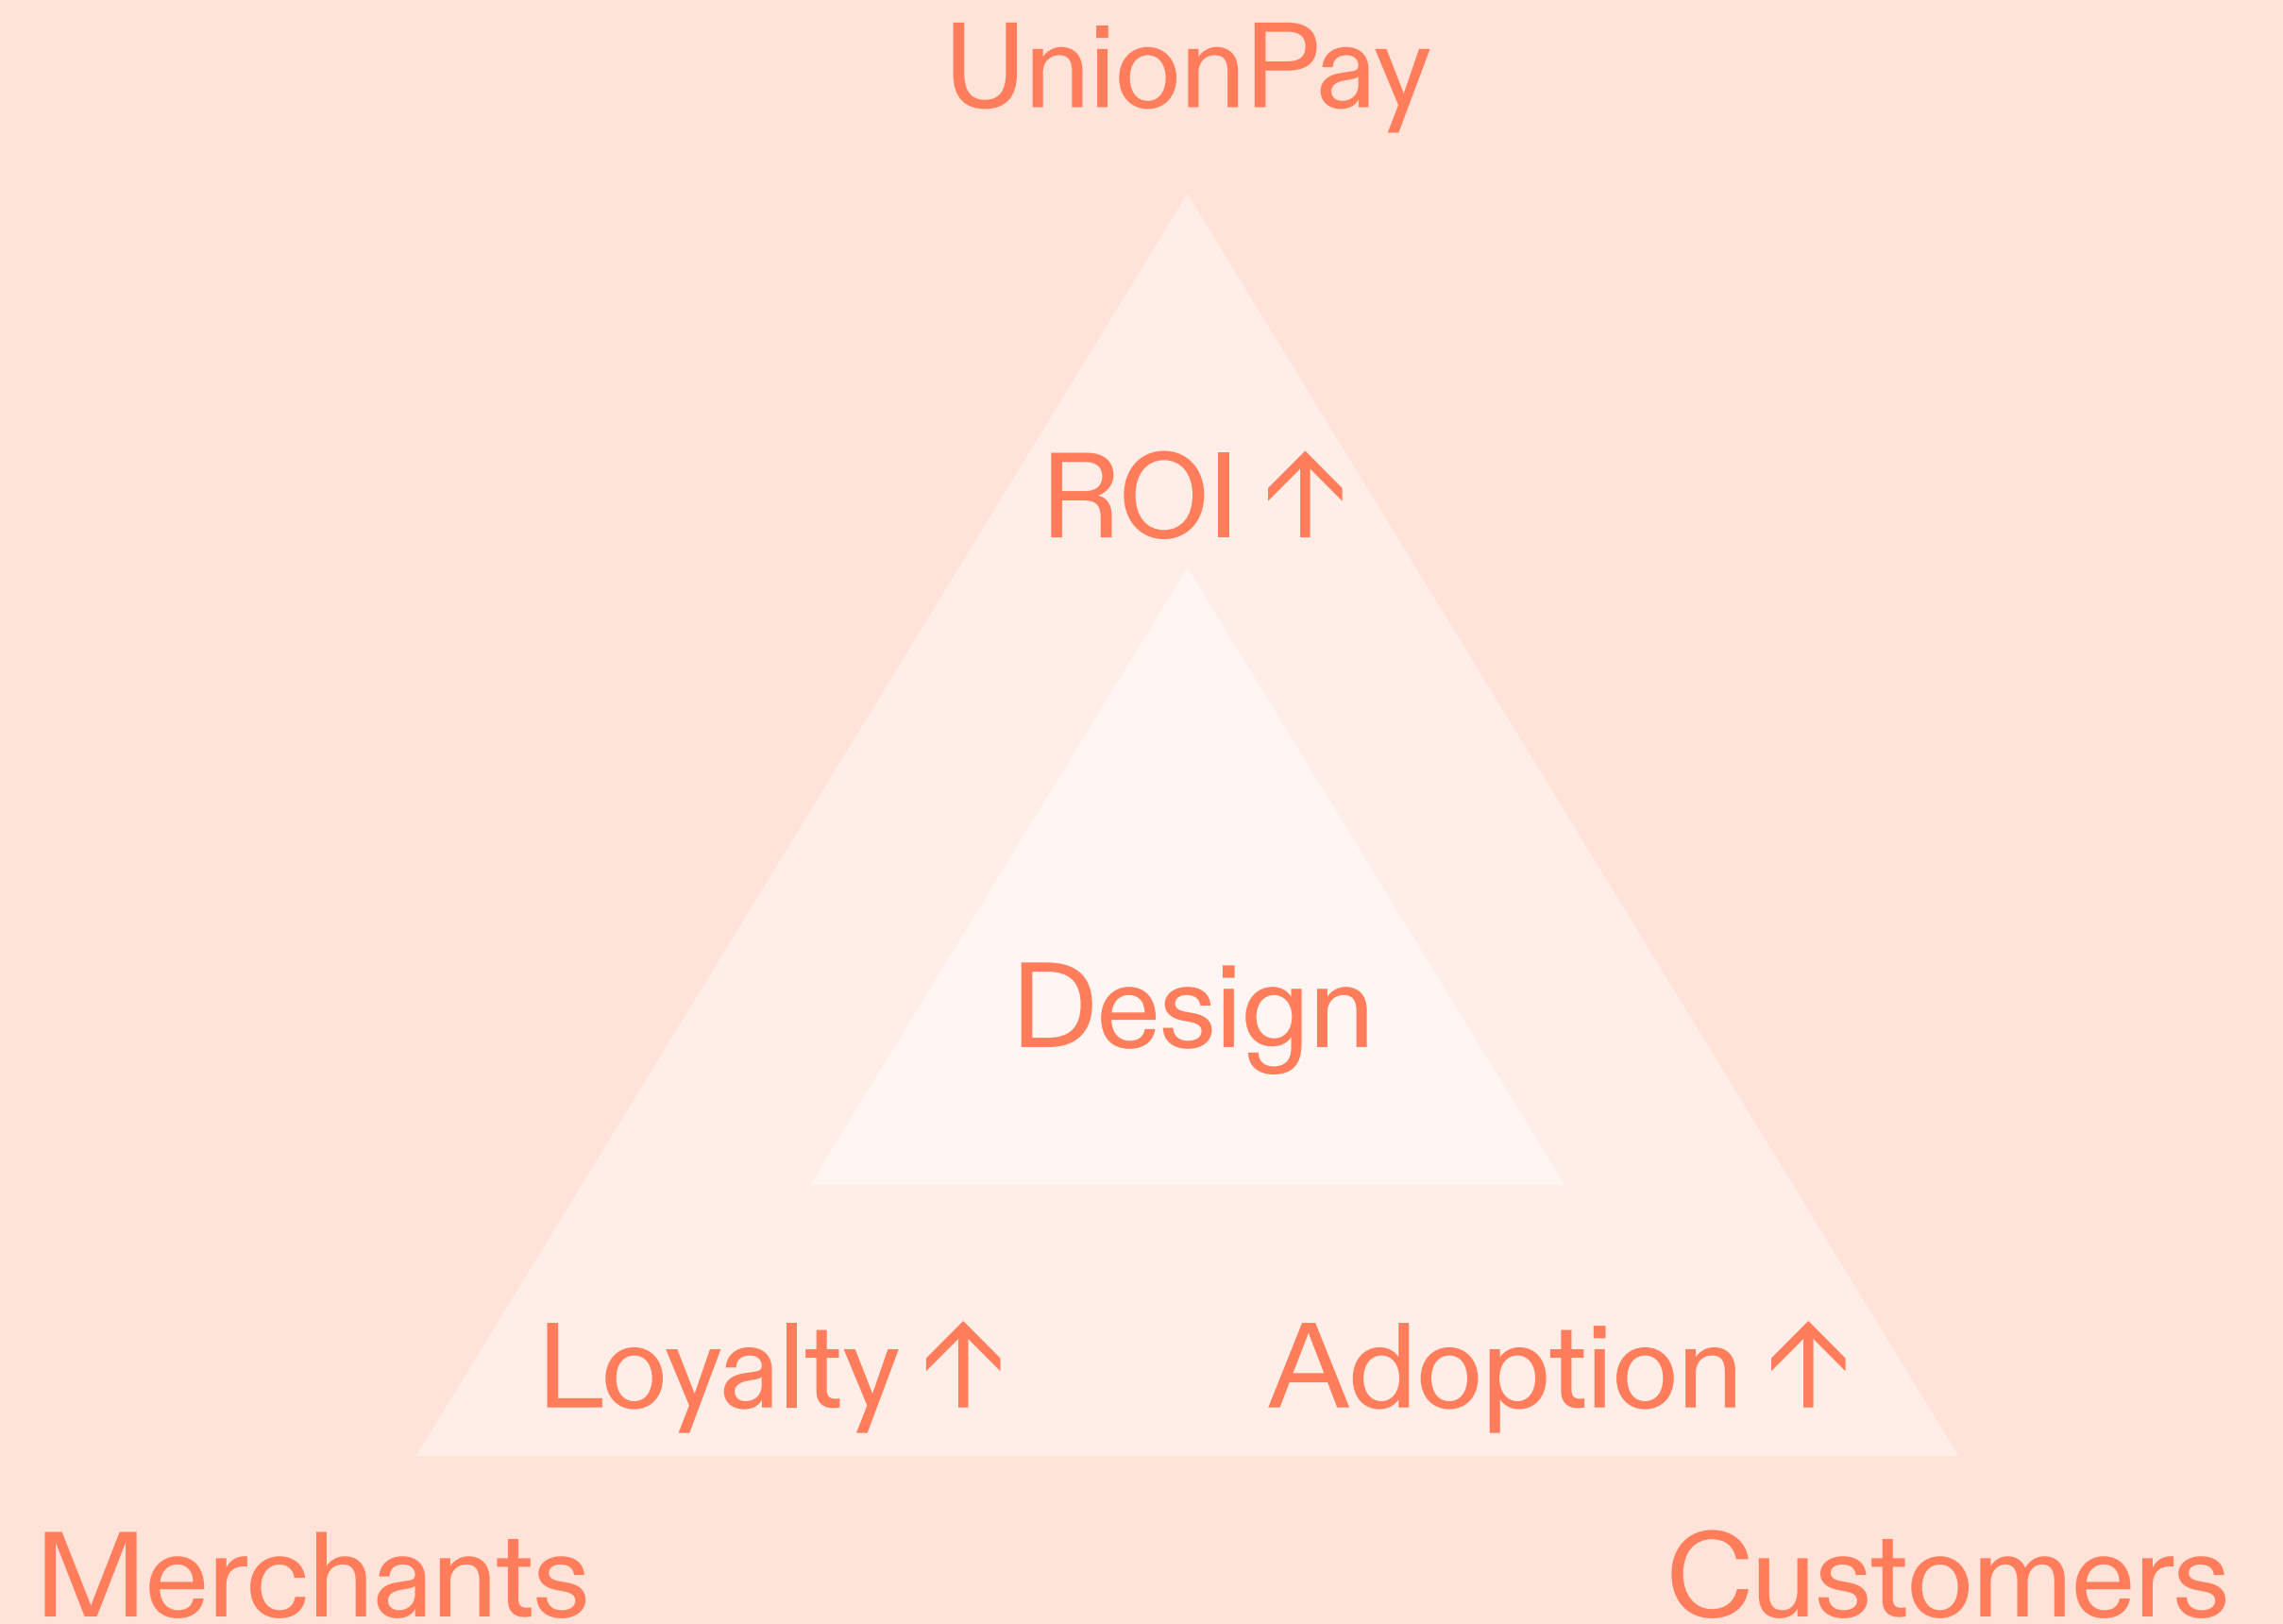 UnionPay
ROI ↑
Design
Loyalty ↑
Adoption ↑
Merchants
Customers